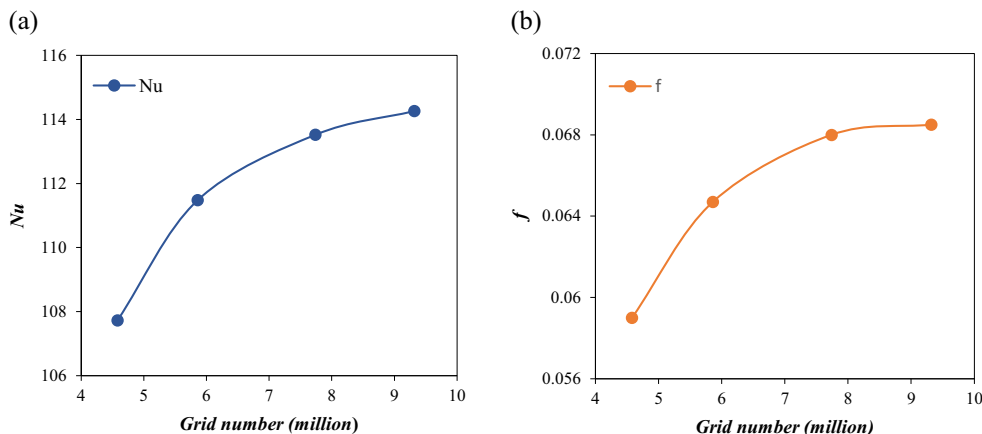 (a)
116
114
112
110
108
106
Nu
Nu
4 5 6 7 8 9 10
Grid number (million)
(b)
0.072
0.068
0.064
0.06
0.056
f
f
4 5 6 7 8 9 10
Grid number (million)